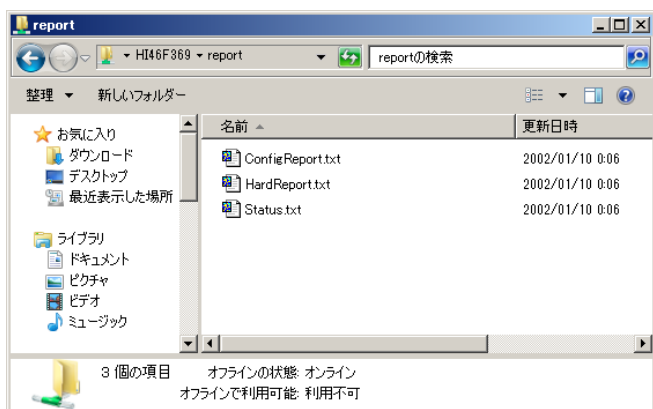 report
HI46F369 report
reportの検索
整理 新しいフォルダー
お気に入り
ダウンロード
デスクトップ
最近表示した場所
ライブラリ
ドキュメント
ピクチャ
ビデオ
ミュージック
名前 更新日時
ConfigReport.txt 2002/01/10 0:06
HardReport.txt 2002/01/10 0:06
Status.txt 2002/01/10 0:06
3 個の項目 オフラインの状態: オンライン
オフラインで利用可能: 利用不可